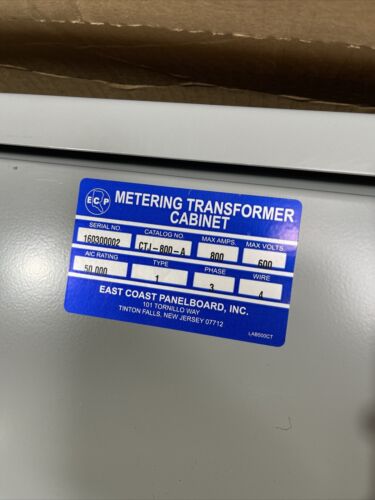 ECP
METERING TRANSFORMER
CABINET
SERIAL NO. CATALOG NO. MAX AMPS. MAX VOLTS.
160300002 CTJ-800-A 800 600
A/C RATING TYPE PHASE WIRE
50,000 1 3 4
EAST COAST PANELBOARD, INC.
101 TORNILLO WAY
TINTON FALLS, NEW JERSEY 07712
LAB500CT